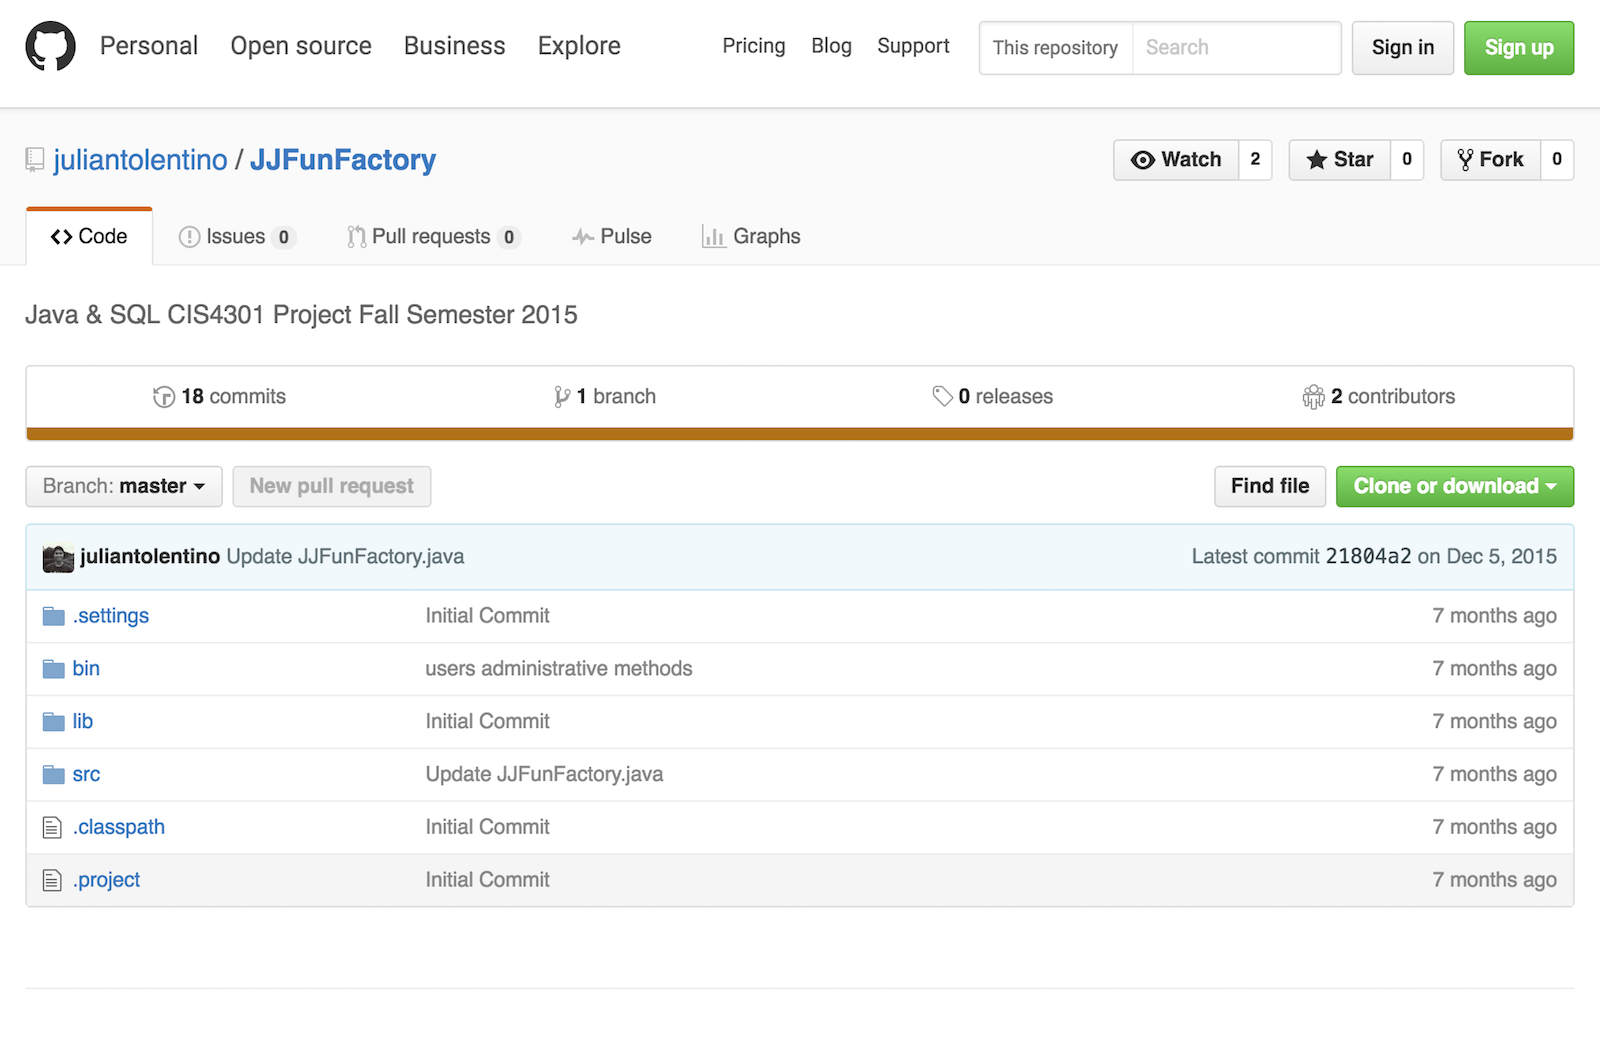 Personal Open source Business Explore Pricing Blog Support This repository Search Sign in Sign up
juliantolentino / JJFunFactory Watch 2 Star 0 Fork 0
Code Issues 0 Pull requests 0 Pulse Graphs
Java & SQL CIS4301 Project Fall Semester 2015
18 commits 1 branch 0 releases 2 contributors
Branch: master New pull request Find file Clone or download
juliantolentino Update JJFunFactory.java Latest commit 21804a2 on Dec 5, 2015
.settings Initial Commit 7 months ago
bin users administrative methods 7 months ago
lib Initial Commit 7 months ago
src Update JJFunFactory.java 7 months ago
.classpath Initial Commit 7 months ago
.project Initial Commit 7 months ago